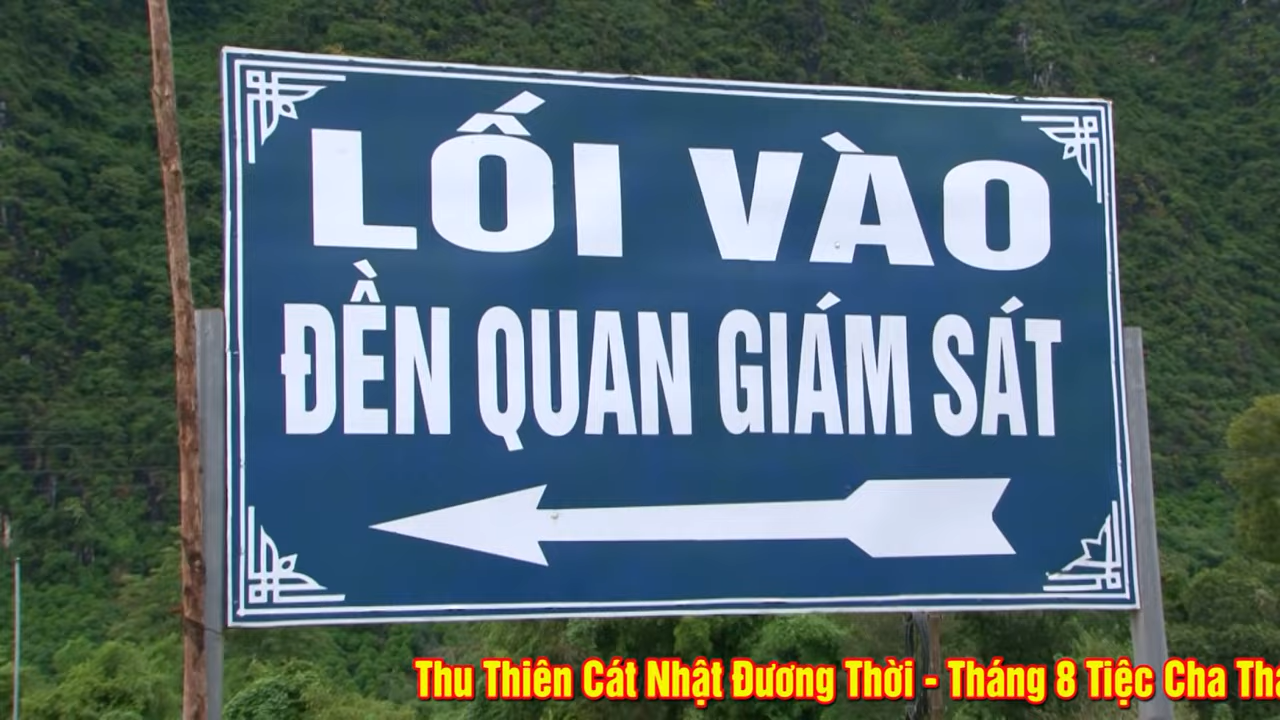 LỐI VÀO
ĐỀN QUAN GIÁM SÁT
Thu Thiên Cát Nhật Đương Thời - Tháng 8 Tiệc Cha